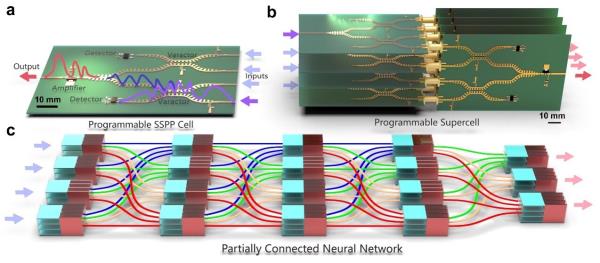 a
Output
Detector
Varactor
Amplifier
Inputs
Detector
Varactor
10 mm
Programmable SSPP Cell
b
Programmable Supercell
10 mm
c
Partially Connected Neural Network